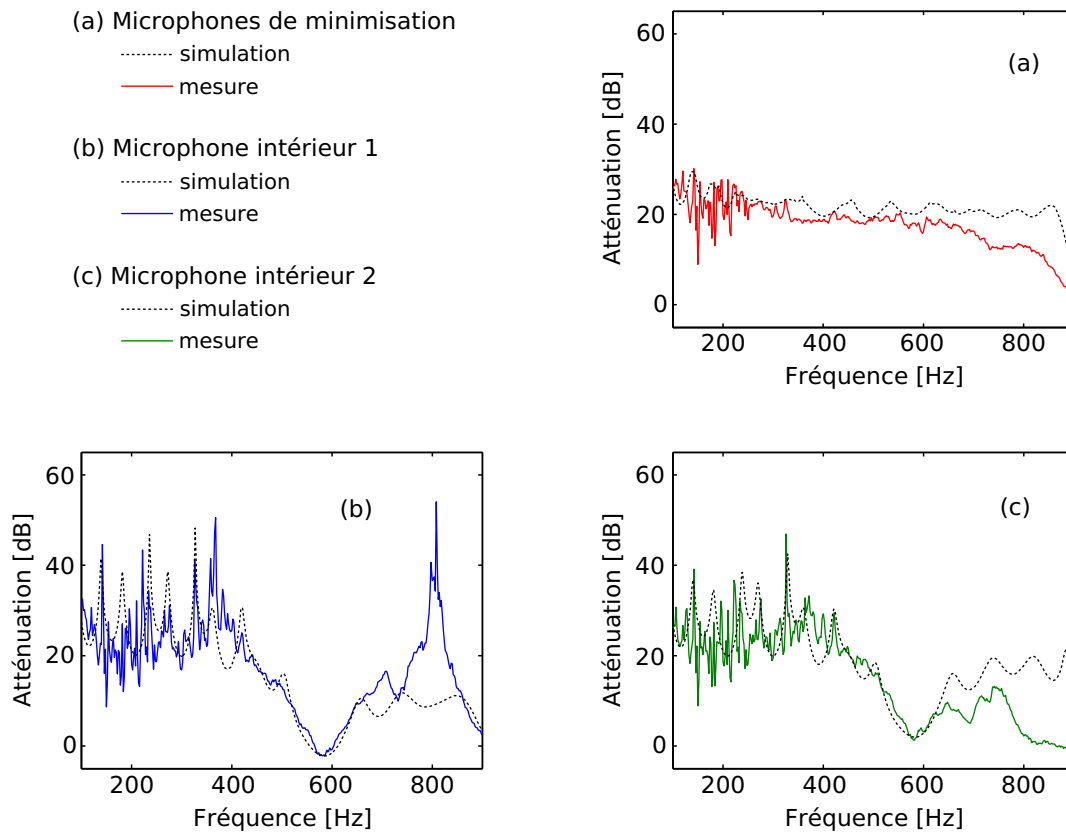 (a) Microphones de minimisation
simulation
mesure
(b) Microphone intérieur 1
simulation
mesure
(c) Microphone intérieur 2
simulation
mesure
(a)
Atténuation [dB]
60
40
20
0
200 400 600 800
Fréquence [Hz]
(b)
Atténuation [dB]
60
40
20
0
200 400 600 800
Fréquence [Hz]
(c)
Atténuation [dB]
60
40
20
0
200 400 600 800
Fréquence [Hz]